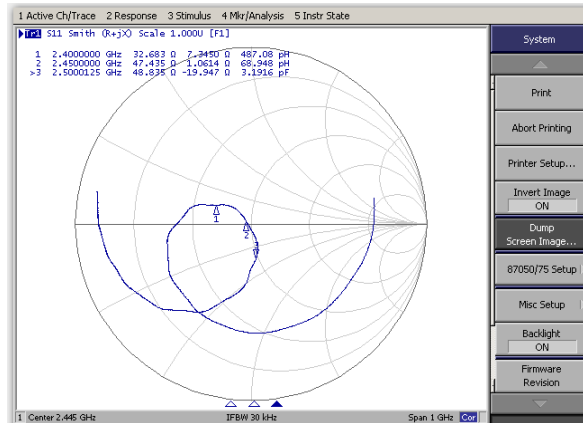 1 Active Ch/Trace  2 Response  3 Stimulus  4 Mkr/Analysis  5 Instr State
Tr1 S11 Smith (R+jX) Scale 1.000U [F1]
1  2.4000000 GHz  32.683 Ω  7.3450 Ω  487.08 pH
2  2.4500000 GHz  47.435 Ω  1.0614 Ω  68.948 pH
>3  2.5000125 GHz  48.835 Ω  -19.947 Ω  3.1916 pF
1
2
3
1  Center 2.445 GHz  IFBW 30 kHz  Span 1 GHz  Cor
System
Print
Abort Printing
Printer Setup...
Invert Image
ON
Dump
Screen Image...
87050/75 Setup
Misc Setup
Backlight
ON
Firmware
Revision